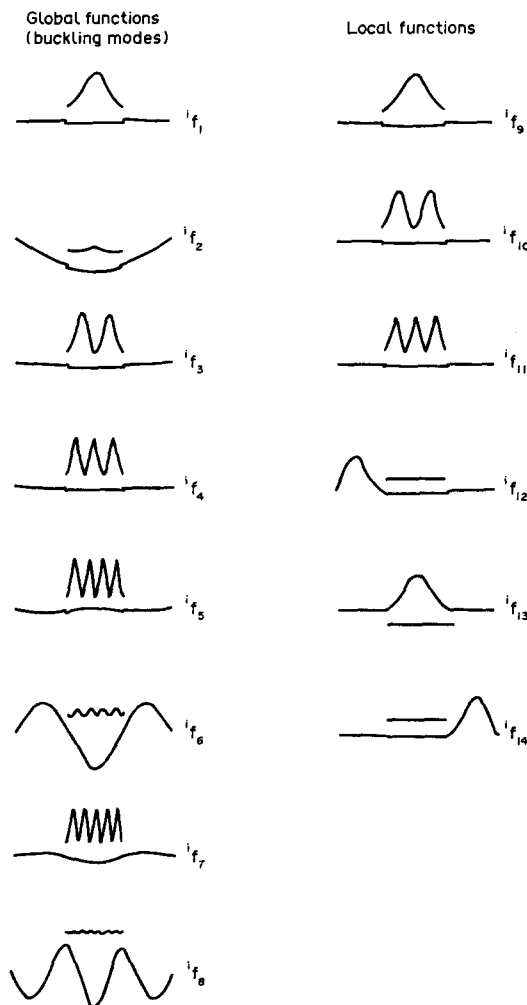 Global functions
(buckling modes)
Local functions
ⁱf₁
ⁱf₂
ⁱf₃
ⁱf₄
ⁱf₅
ⁱf₆
ⁱf₇
ⁱf₈
ⁱf₉
ⁱf₁₀
ⁱf₁₁
ⁱf₁₂
ⁱf₁₃
ⁱf₁₄